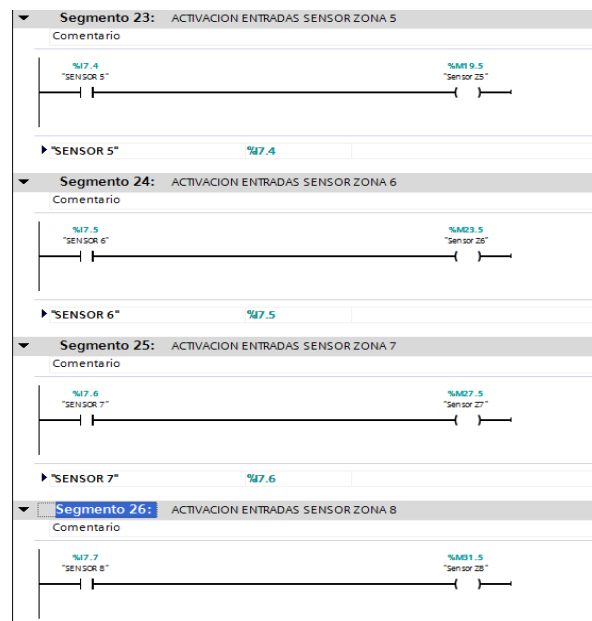 Segmento 23: ACTIVACION ENTRADAS SENSOR ZONA 5
Comentario
%I7.4 %M19.5
"SENSOR 5" "Sensor Z5"
"SENSOR 5" %I7.4
Segmento 24: ACTIVACION ENTRADAS SENSOR ZONA 6
Comentario
%I7.5 %M23.5
"SENSOR 6" "Sensor Z6"
"SENSOR 6" %I7.5
Segmento 25: ACTIVACION ENTRADAS SENSOR ZONA 7
Comentario
%I7.6 %M27.5
"SENSOR 7" "Sensor Z7"
"SENSOR 7" %I7.6
Segmento 26: ACTIVACION ENTRADAS SENSOR ZONA 8
Comentario
%I7.7 %M31.5
"SENSOR 8" "Sensor Z8"